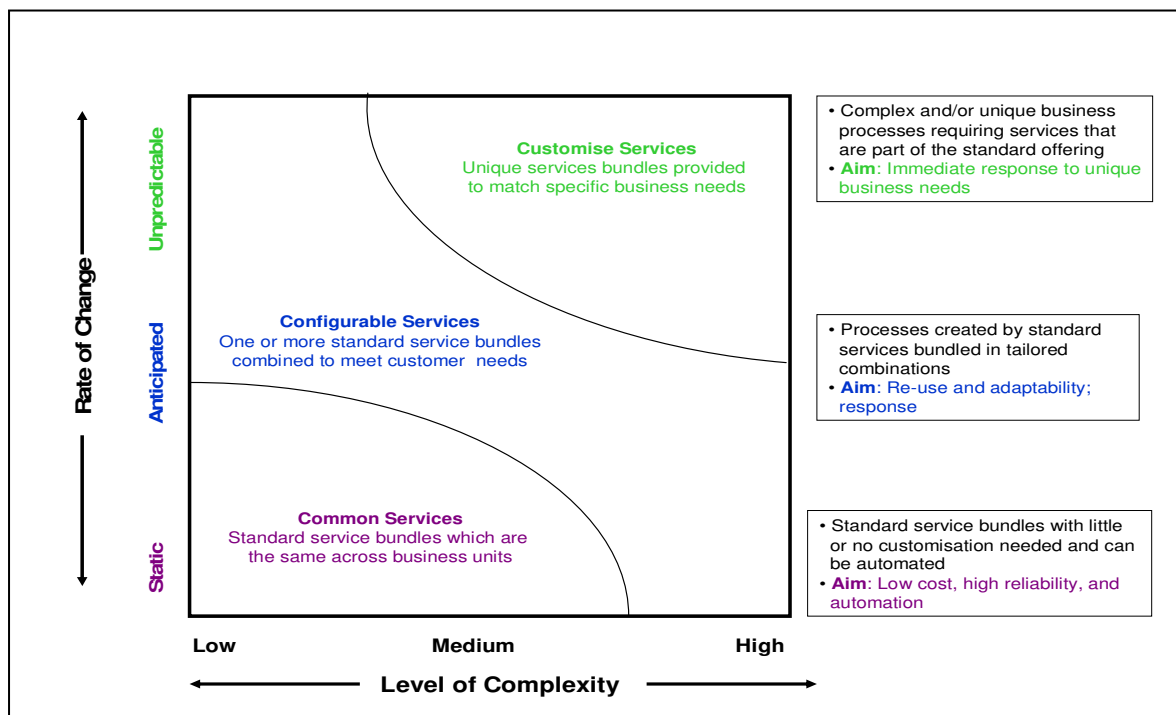 Rate of Change
Unpredictable
Anticipated
Static
Customise Services
Unique services bundles provided
to match specific business needs
Configurable Services
One or more standard service bundles
combined to meet customer needs
Common Services
Standard service bundles which are
the same across business units
• Complex and/or unique business
processes requiring services that
are part of the standard offering
• Aim: Immediate response to unique
business needs
• Processes created by standard
services bundled in tailored
combinations
• Aim: Re-use and adaptability;
response
• Standard service bundles with little
or no customisation needed and can
be automated
• Aim: Low cost, high reliability, and
automation
Low
Medium
High
Level of Complexity